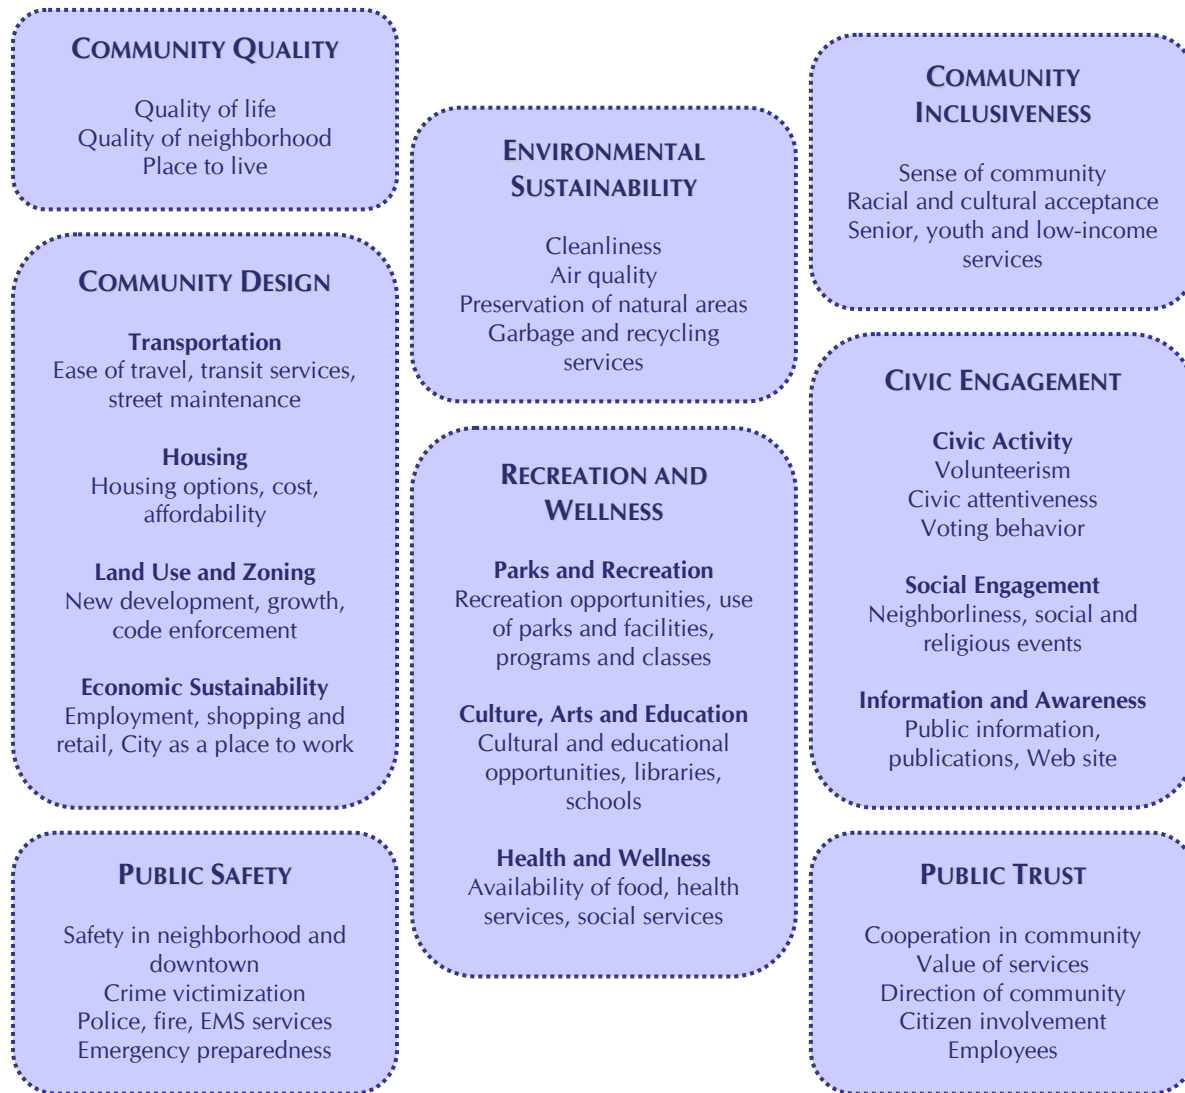 COMMUNITY QUALITY
Quality of life
Quality of neighborhood
Place to live
COMMUNITY DESIGN
Transportation
Ease of travel, transit services,
street maintenance
Housing
Housing options, cost,
affordability
Land Use and Zoning
New development, growth,
code enforcement
Economic Sustainability
Employment, shopping and
retail, City as a place to work
PUBLIC SAFETY
Safety in neighborhood and
downtown
Crime victimization
Police, fire, EMS services
Emergency preparedness
ENVIRONMENTAL
SUSTAINABILITY
Cleanliness
Air quality
Preservation of natural areas
Garbage and recycling
services
RECREATION AND
WELLNESS
Parks and Recreation
Recreation opportunities, use
of parks and facilities,
programs and classes
Culture, Arts and Education
Cultural and educational
opportunities, libraries,
schools
Health and Wellness
Availability of food, health
services, social services
COMMUNITY
INCLUSIVENESS
Sense of community
Racial and cultural acceptance
Senior, youth and low-income
services
CIVIC ENGAGEMENT
Civic Activity
Volunteerism
Civic attentiveness
Voting behavior
Social Engagement
Neighborliness, social and
religious events
Information and Awareness
Public information,
publications, Web site
PUBLIC TRUST
Cooperation in community
Value of services
Direction of community
Citizen involvement
Employees